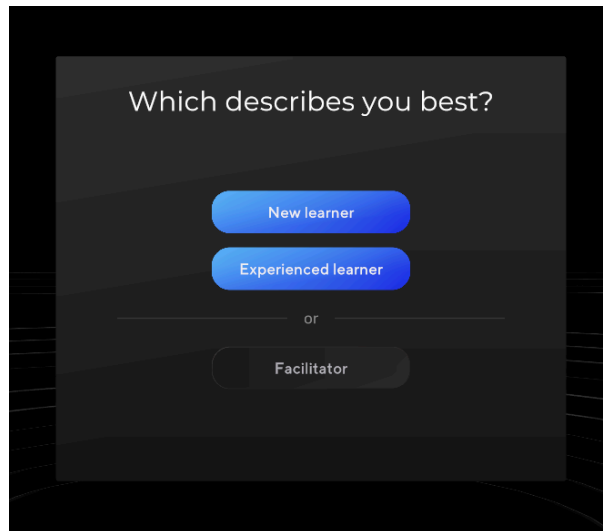 Which describes you best?
New learner
Experienced learner
or
Facilitator